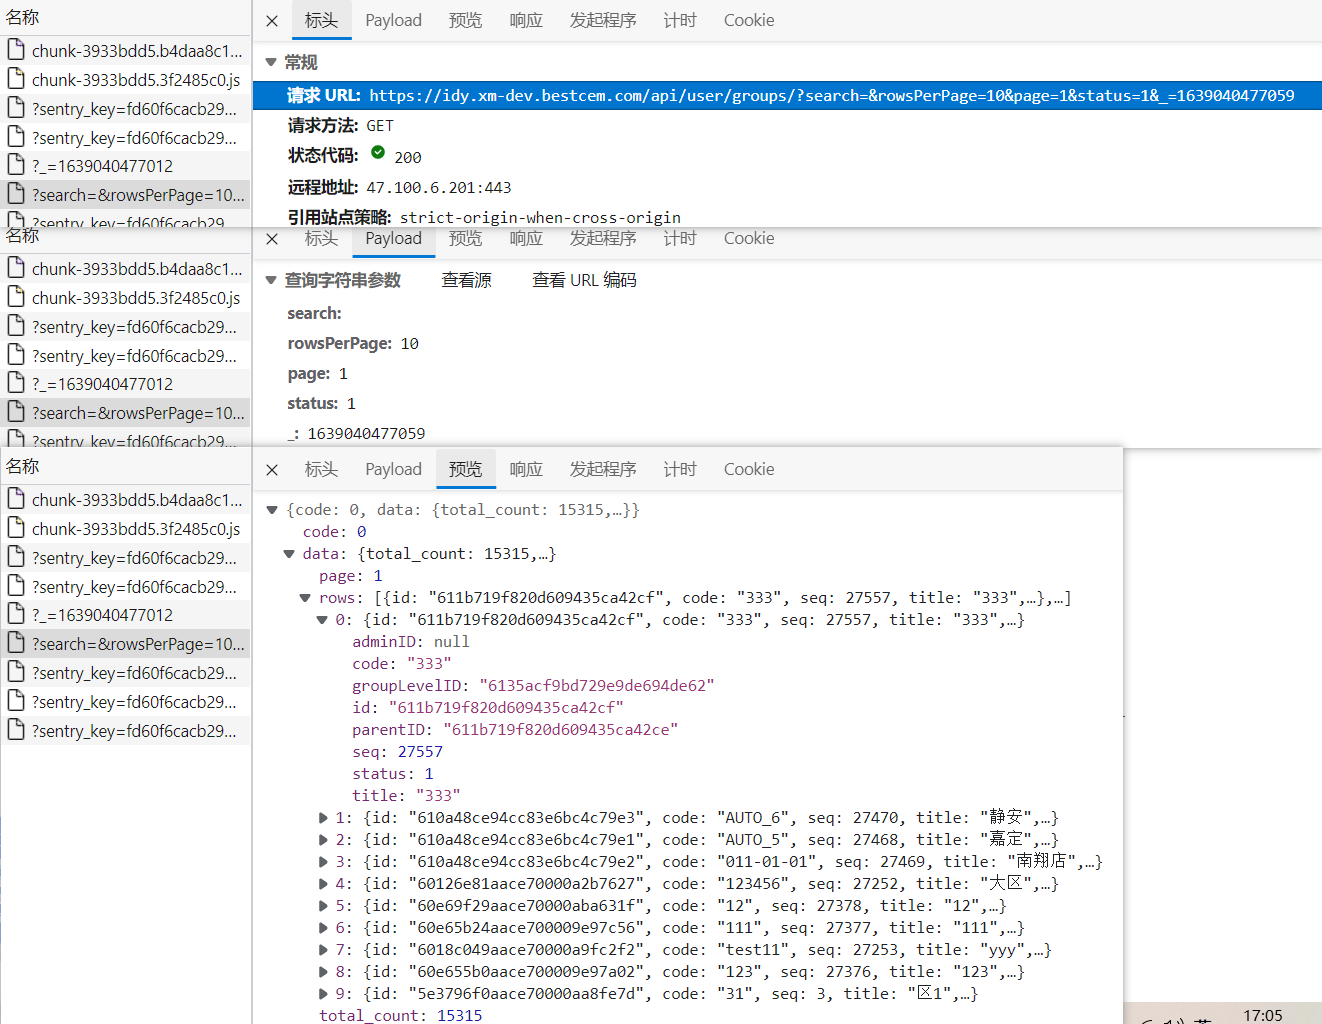 名称
× 标头 Payload 预览 响应 发起程序 计时 Cookie
chunk-3933bdd5.b4daa8c1...
chunk-3933bdd5.3f2485c0.js
?sentry_key=fd60f6cacb29...
?sentry_key=fd60f6cacb29...
?_=1639040477012
?search=&rowsPerPage=10...
?sentry_key=fd60f6cacb29...
▼ 常规
请求 URL: https://idy.xm-dev.bestcem.com/api/user/groups/?search=&rowsPerPage=10&page=1&status=1&_=1639040477059
请求方法: GET
状态代码: 200
远程地址: 47.100.6.201:443
引用站点策略: strict-origin-when-cross-origin
名称
× 标头 Payload 预览 响应 发起程序 计时 Cookie
chunk-3933bdd5.b4daa8c1...
chunk-3933bdd5.3f2485c0.js
?sentry_key=fd60f6cacb29...
?sentry_key=fd60f6cacb29...
?_=1639040477012
?search=&rowsPerPage=10...
?sentry_key=fd60f6cacb29...
▼ 查询字符串参数 查看源 查看 URL 编码
search:
rowsPerPage: 10
page: 1
status: 1
_: 1639040477059
名称
× 标头 Payload 预览 响应 发起程序 计时 Cookie
chunk-3933bdd5.b4daa8c1...
chunk-3933bdd5.3f2485c0.js
?sentry_key=fd60f6cacb29...
?sentry_key=fd60f6cacb29...
?_=1639040477012
?search=&rowsPerPage=10...
?sentry_key=fd60f6cacb29...
?sentry_key=fd60f6cacb29...
?sentry_key=fd60f6cacb29...
▼ {code: 0, data: {total_count: 15315,…}}
code: 0
▼ data: {total_count: 15315,…}
page: 1
▼ rows: [{id: "611b719f820d609435ca42cf", code: "333", seq: 27557, title: "333",…},…]
▼ 0: {id: "611b719f820d609435ca42cf", code: "333", seq: 27557, title: "333",…}
adminID: null
code: "333"
groupLevelID: "6135acf9bd729e9de694de62"
id: "611b719f820d609435ca42cf"
parentID: "611b719f820d609435ca42ce"
seq: 27557
status: 1
title: "333"
▶ 1: {id: "610a48ce94cc83e6bc4c79e3", code: "AUTO_6", seq: 27470, title: "静安",…}
▶ 2: {id: "610a48ce94cc83e6bc4c79e1", code: "AUTO_5", seq: 27468, title: "嘉定",…}
▶ 3: {id: "610a48ce94cc83e6bc4c79e2", code: "011-01-01", seq: 27469, title: "南翔店",…}
▶ 4: {id: "60126e81aace70000a2b7627", code: "123456", seq: 27252, title: "大区",…}
▶ 5: {id: "60e69f29aace70000aba631f", code: "12", seq: 27378, title: "12",…}
▶ 6: {id: "60e65b24aace700009e97c56", code: "111", seq: 27377, title: "111",…}
▶ 7: {id: "6018c049aace70000a9fc2f2", code: "test11", seq: 27253, title: "yyy",…}
▶ 8: {id: "60e655b0aace700009e97a02", code: "123", seq: 27376, title: "123",…}
▶ 9: {id: "5e3796f0aace70000aa8fe7d", code: "31", seq: 3, title: "区1",…}
total_count: 15315
17:05